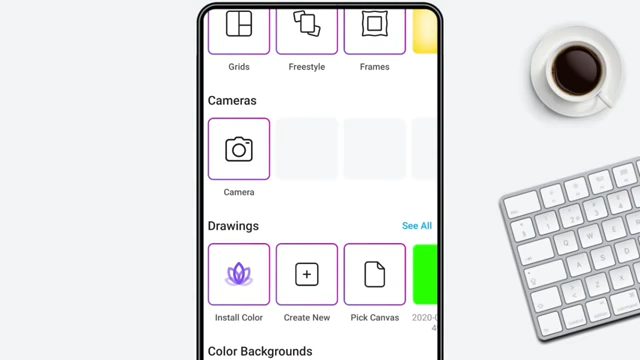 Grids Freestyle Frames
Cameras
Camera
Drawings See All
Install Color Create New Pick Canvas
Color Backgrounds